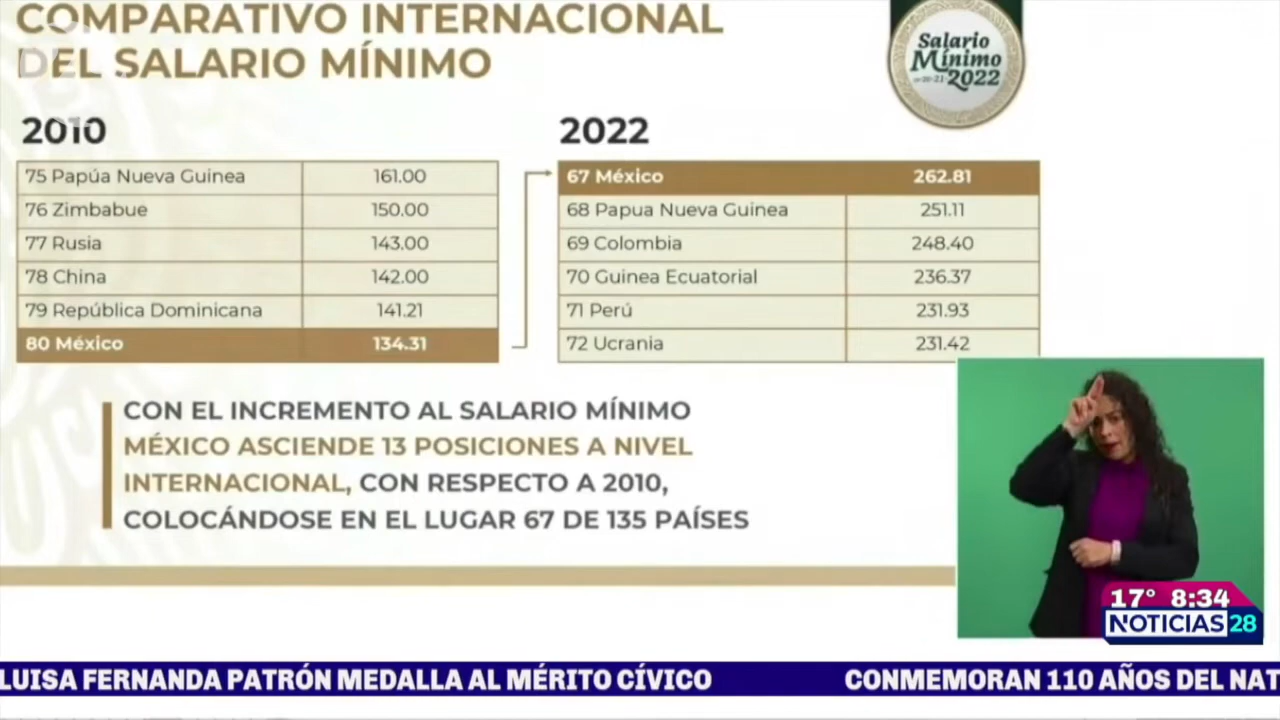 COMPARATIVO INTERNACIONAL
DEL SALARIO MÍNIMO
Salario
Mínimo
2022
2010
75 Papúa Nueva Guinea 161.00
76 Zimbabue 150.00
77 Rusia 143.00
78 China 142.00
79 República Dominicana 141.21
80 México 134.31
2022
67 México 262.81
68 Papua Nueva Guinea 251.11
69 Colombia 248.40
70 Guinea Ecuatorial 236.37
71 Perú 231.93
72 Ucrania 231.42
CON EL INCREMENTO AL SALARIO MÍNIMO
MÉXICO ASCIENDE 13 POSICIONES A NIVEL
INTERNACIONAL, CON RESPECTO A 2010,
COLOCÁNDOSE EN EL LUGAR 67 DE 135 PAÍSES
17° 8:34
NOTICIAS 28
LUISA FERNANDA PATRÓN MEDALLA AL MÉRITO CÍVICO CONMEMORAN 110 AÑOS DEL NAT